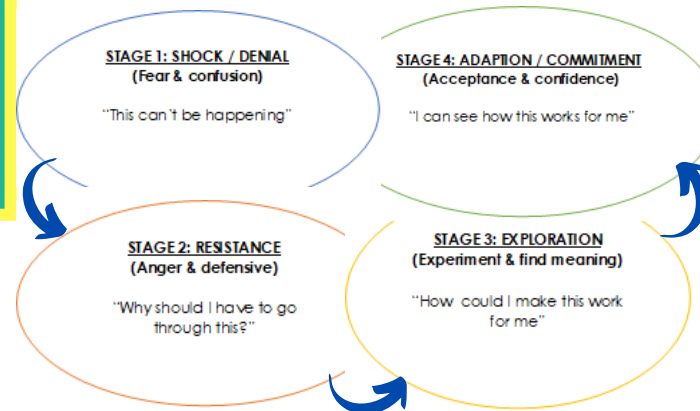 STAGE 1: SHOCK / DENIAL
(Fear & confusion)
“This can’t be happening”
STAGE 2: RESISTANCE
(Anger & defensive)
“Why should I have to go
through this?”
STAGE 3: EXPLORATION
(Experiment & find meaning)
“How could I make this work
for me”
STAGE 4: ADAPTION / COMMITMENT
(Acceptance & confidence)
“I can see how this works for me”